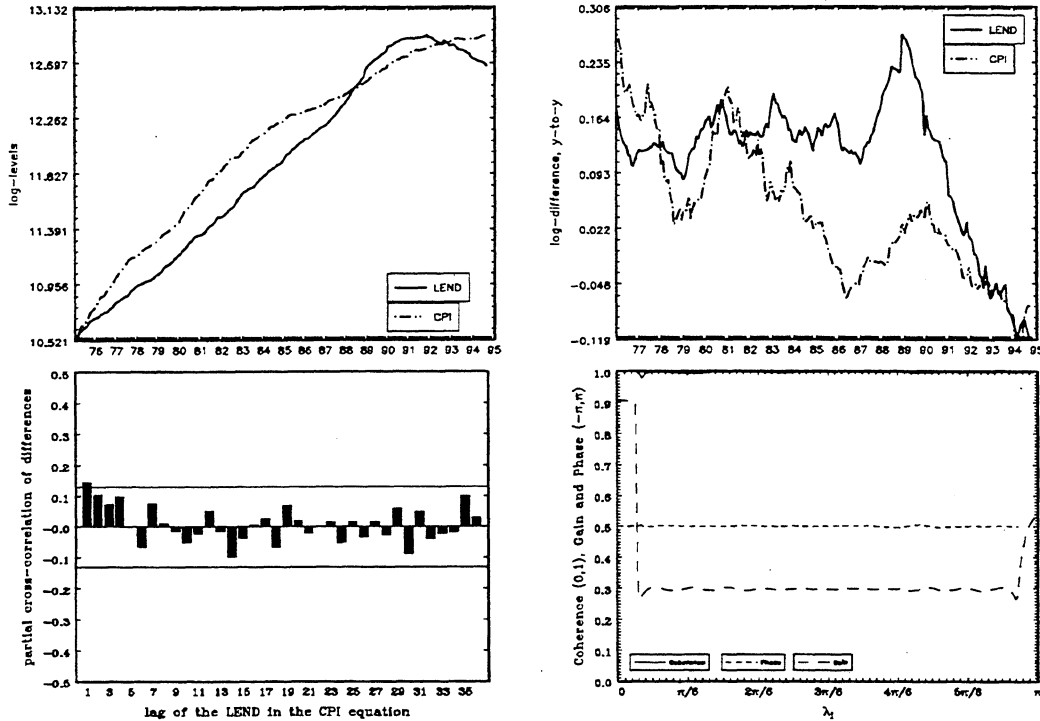 13.132
12.697
12.262
11.827
11.391
10.956
10.521
log-levels
LEND
CPI
76 77 78 79 80 81 82 83 84 85 86 87 88 89 90 91 92 93 94 95
0.306
0.235
0.164
0.093
0.022
-0.048
-0.119
log-difference, y-to-y
LEND
CPI
77 78 79 80 81 82 83 84 85 86 87 88 89 90 91 92 93 94 95
0.5
0.4
0.3
0.2
0.1
-0.0
-0.1
-0.2
-0.3
-0.4
-0.5
partial cross-correlation of differences
1 3 5 7 9 11 13 15 17 19 21 23 25 27 29 31 33 35
lag of the LEND in the CPI equation
1.0
0.9
0.8
0.7
0.6
0.5
0.4
0.3
0.2
0.1
0.0
Coherence (0,1), Gain and Phase (-π,π)
Coherence
Phase
Gain
0 π/6 2π/6 3π/6 4π/6 5π/6 π
λj